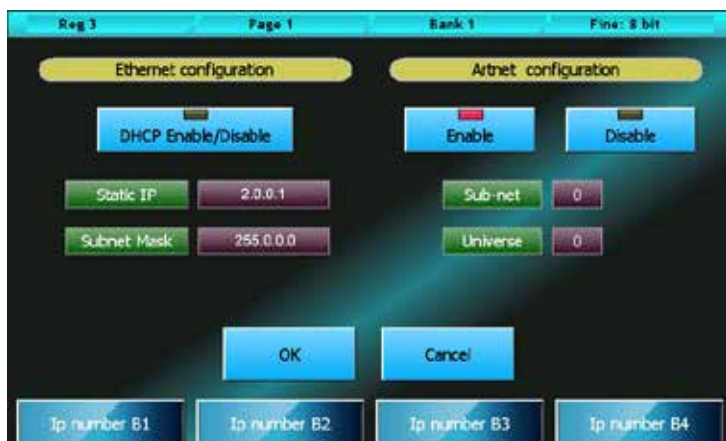 Reg 3 Page 1 Bank 1 Fine: 8 bit
Ethernet configuration
DHCP Enable/Disable
Static IP 2.0.0.1
Subnet Mask 255.0.0.0
Artnet configuration
Enable Disable
Sub-net 0
Universe 0
OK Cancel
Ip number B1 Ip number B2 Ip number B3 Ip number B4